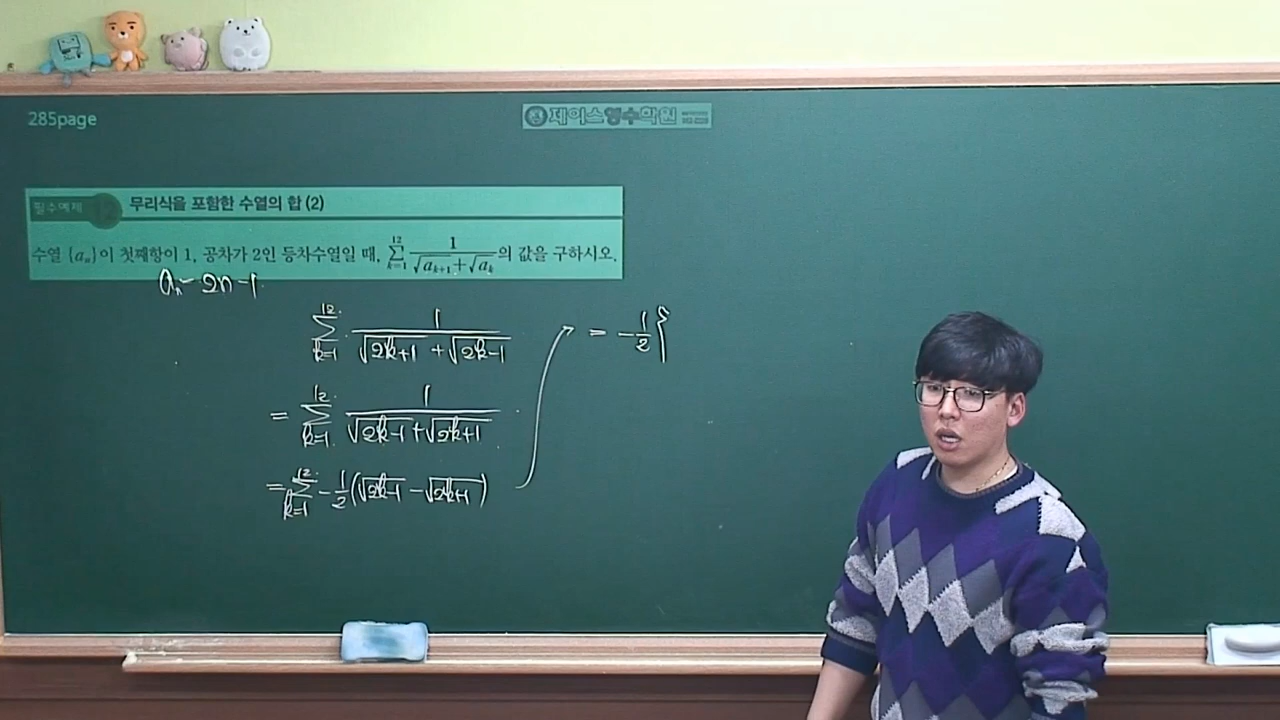 285page
제이스영수학원
필수예제 12 무리식을 포함한 수열의 합 (2)
수열 {aₙ}이 첫째항이 1, 공차가 2인 등차수열일 때, ∑_{k=1}^{12} 1/(√a_{k+1}+√a_k)의 값을 구하시오.
aₙ=2n-1
∑_{k=1}^{12} 1/(√(2k+1)+√(2k-1))
= ∑_{k=1}^{12} 1/(√(2k-1)+√(2k+1))
= ∑_{k=1}^{12} -1/2(√(2k-1)-√(2k+1))
= -1/2{